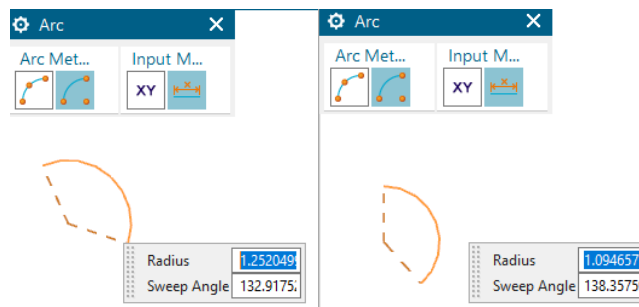 Arc
Arc Met...
Input M...
XY
Radius
1.252049
Sweep Angle
132.9175
Arc
Arc Met...
Input M...
XY
Radius
1.094657
Sweep Angle
138.3575